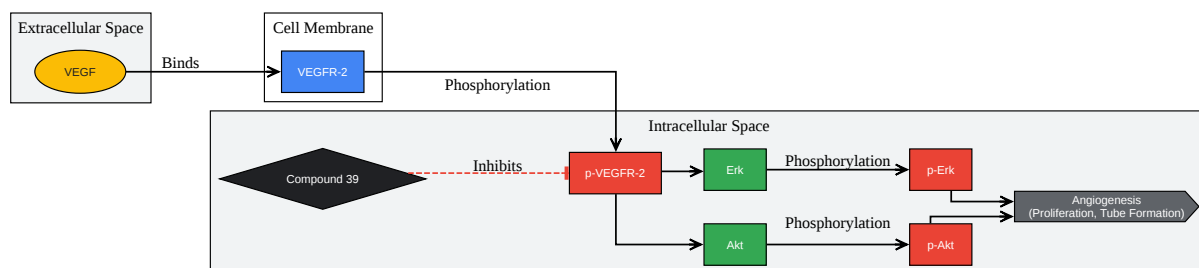 Extracellular Space
VEGF
Binds
Cell Membrane
VEGFR-2
Phosphorylation
Intracellular Space
Compound 39
Inhibits
p-VEGFR-2
Erk
Phosphorylation
p-Erk
Akt
Phosphorylation
p-Akt
Angiogenesis
(Proliferation, Tube Formation)